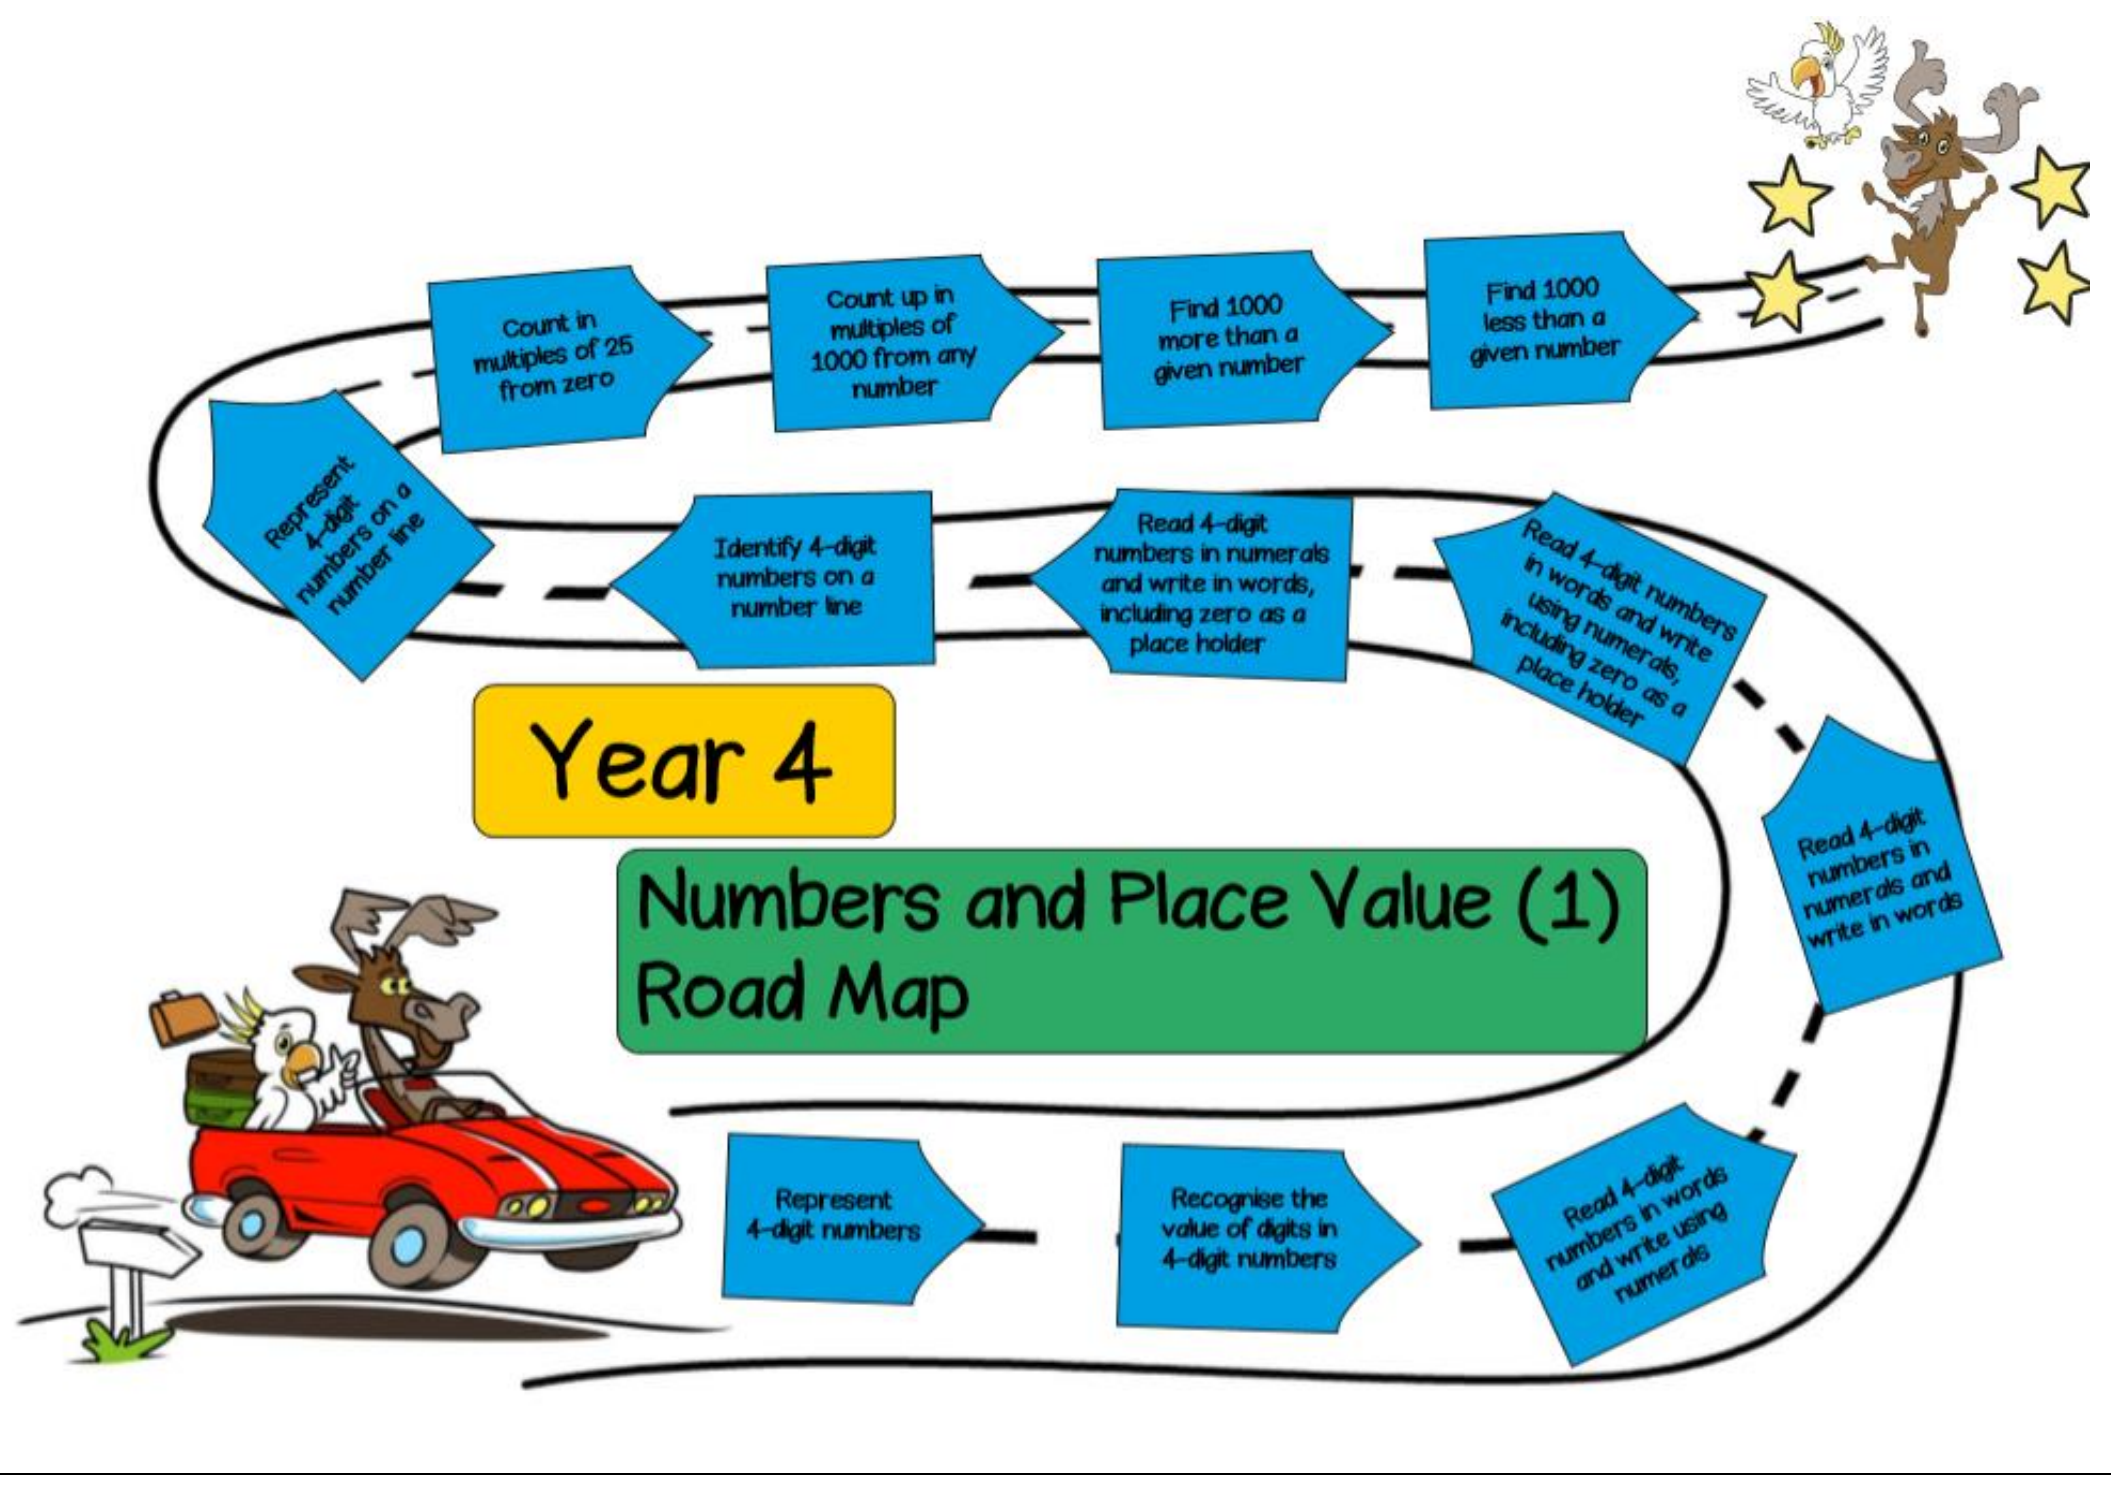 Count in
multiples of 25
from zero
Count up in
multiples of
1000 from any
number
Find 1000
more than a
given number
Find 1000
less than a
given number
Represent
4-digit
numbers on a
number line
Identify 4-digit
numbers on a
number line
Read 4-digit
numbers in numerals
and write in words,
including zero as a
place holder
Read 4-digit numbers
in words and write
using numerals,
including zero as a
place holder
Read 4-digit
numbers in
numerals and
write in words
Year 4
Numbers and Place Value (1)
Road Map
Represent
4-digit numbers
Recognise the
value of digits in
4-digit numbers
Read 4-digit
numbers in words
and write using
numerals